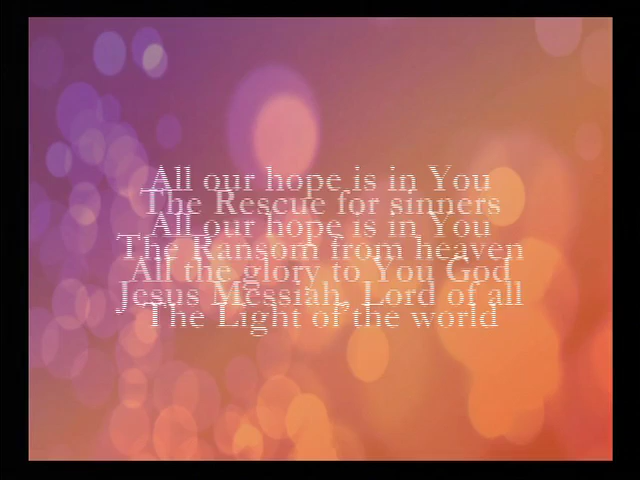 All our hope is in You
The Rescue for sinners
All our hope is in You
The Ransom from heaven
All the glory to You God
Jesus Messiah, Lord of all
The Light of the world